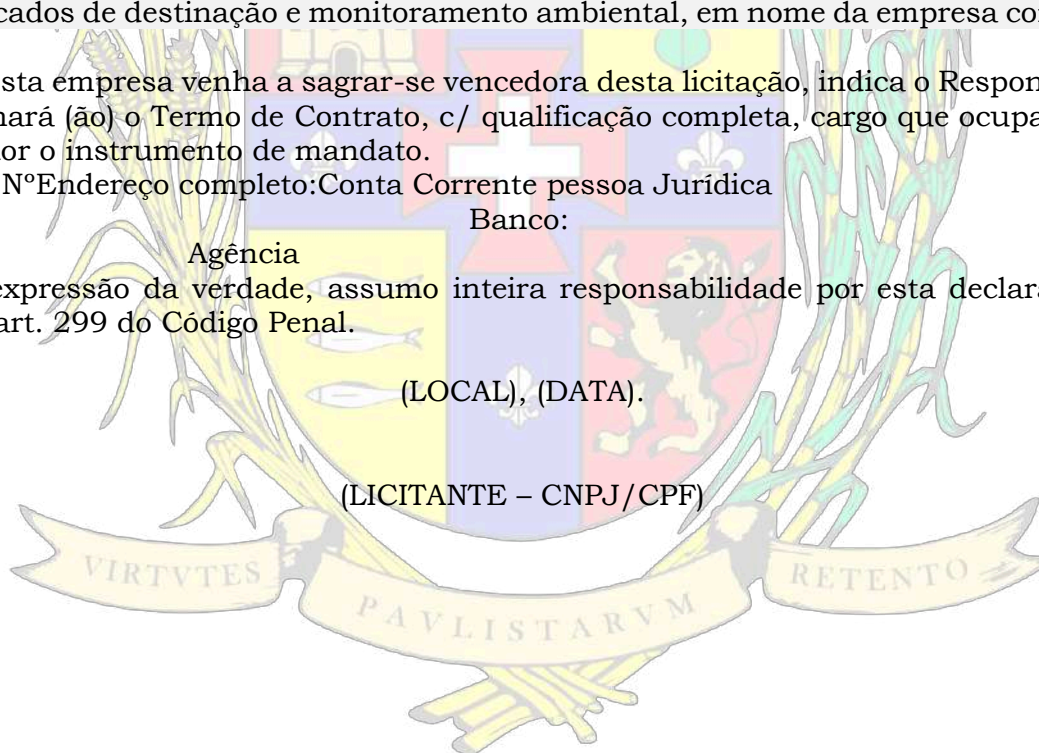 cados de destinação e monitoramento ambiental, em nome da empresa co
sta empresa venha a sagrar-se vencedora desta licitação, indica o Respon
ará (ão) o Termo de Contrato, c/ qualificação completa, cargo que ocupa
or o instrumento de mandato.
NºEndereço completo:Conta Corrente pessoa Jurídica
Banco:
Agência
expressão da verdade, assumo inteira responsabilidade por esta declar
art. 299 do Código Penal.
(LOCAL), (DATA).
(LICITANTE – CNPJ/CPF)
VIRTVTES PAVLISTARVM RETENTO